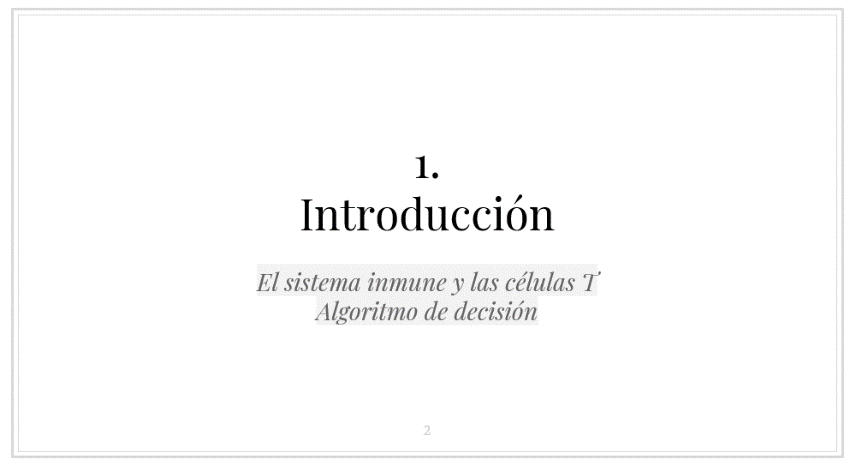 1.
Introducción
El sistema inmune y las células T
Algoritmo de decisión
2